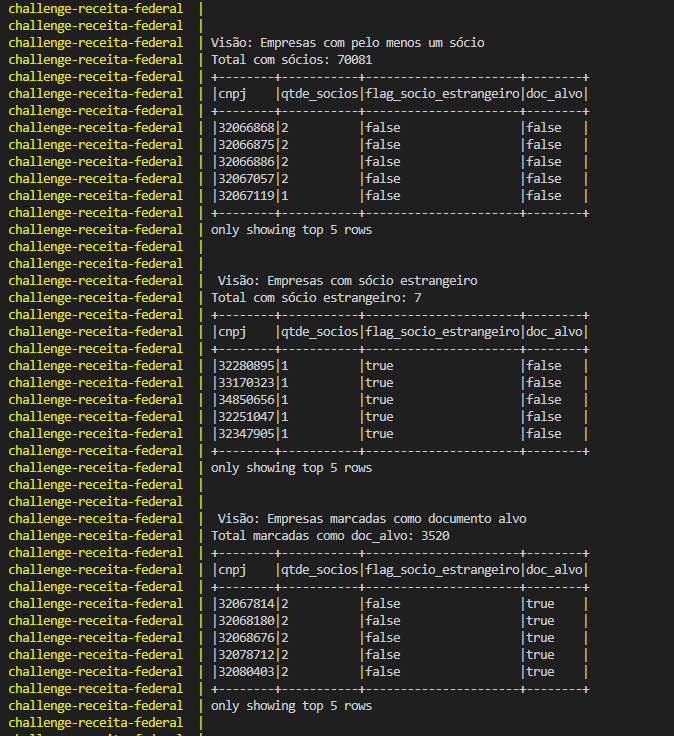 challenge-receita-federal  |
challenge-receita-federal  |
challenge-receita-federal  | Visão: Empresas com pelo menos um sócio
challenge-receita-federal  | Total com sócios: 70081
challenge-receita-federal  | +--------+-----------+----------------------+--------+
challenge-receita-federal  | |cnpj    |qtde_socios|flag_socio_estrangeiro|doc_alvo|
challenge-receita-federal  | +--------+-----------+----------------------+--------+
challenge-receita-federal  | |32066868|2          |false                 |false   |
challenge-receita-federal  | |32066875|2          |false                 |false   |
challenge-receita-federal  | |32066886|2          |false                 |false   |
challenge-receita-federal  | |32067057|2          |false                 |false   |
challenge-receita-federal  | |32067119|1          |false                 |false   |
challenge-receita-federal  | +--------+-----------+----------------------+--------+
challenge-receita-federal  | only showing top 5 rows
challenge-receita-federal  |
challenge-receita-federal  |
challenge-receita-federal  |  Visão: Empresas com sócio estrangeiro
challenge-receita-federal  | Total com sócio estrangeiro: 7
challenge-receita-federal  | +--------+-----------+----------------------+--------+
challenge-receita-federal  | |cnpj    |qtde_socios|flag_socio_estrangeiro|doc_alvo|
challenge-receita-federal  | +--------+-----------+----------------------+--------+
challenge-receita-federal  | |32280895|1          |true                  |false   |
challenge-receita-federal  | |33170323|1          |true                  |false   |
challenge-receita-federal  | |34850656|1          |true                  |false   |
challenge-receita-federal  | |32251047|1          |true                  |false   |
challenge-receita-federal  | |32347905|1          |true                  |false   |
challenge-receita-federal  | +--------+-----------+----------------------+--------+
challenge-receita-federal  | only showing top 5 rows
challenge-receita-federal  |
challenge-receita-federal  |
challenge-receita-federal  |  Visão: Empresas marcadas como documento alvo
challenge-receita-federal  | Total marcadas como doc_alvo: 3520
challenge-receita-federal  | +--------+-----------+----------------------+--------+
challenge-receita-federal  | |cnpj    |qtde_socios|flag_socio_estrangeiro|doc_alvo|
challenge-receita-federal  | +--------+-----------+----------------------+--------+
challenge-receita-federal  | |32067814|2          |false                 |true    |
challenge-receita-federal  | |32068180|2          |false                 |true    |
challenge-receita-federal  | |32068676|2          |false                 |true    |
challenge-receita-federal  | |32078712|2          |false                 |true    |
challenge-receita-federal  | |32080403|2          |false                 |true    |
challenge-receita-federal  | +--------+-----------+----------------------+--------+
challenge-receita-federal  | only showing top 5 rows
challenge-receita-federal  |
challenge-receita-federal  |